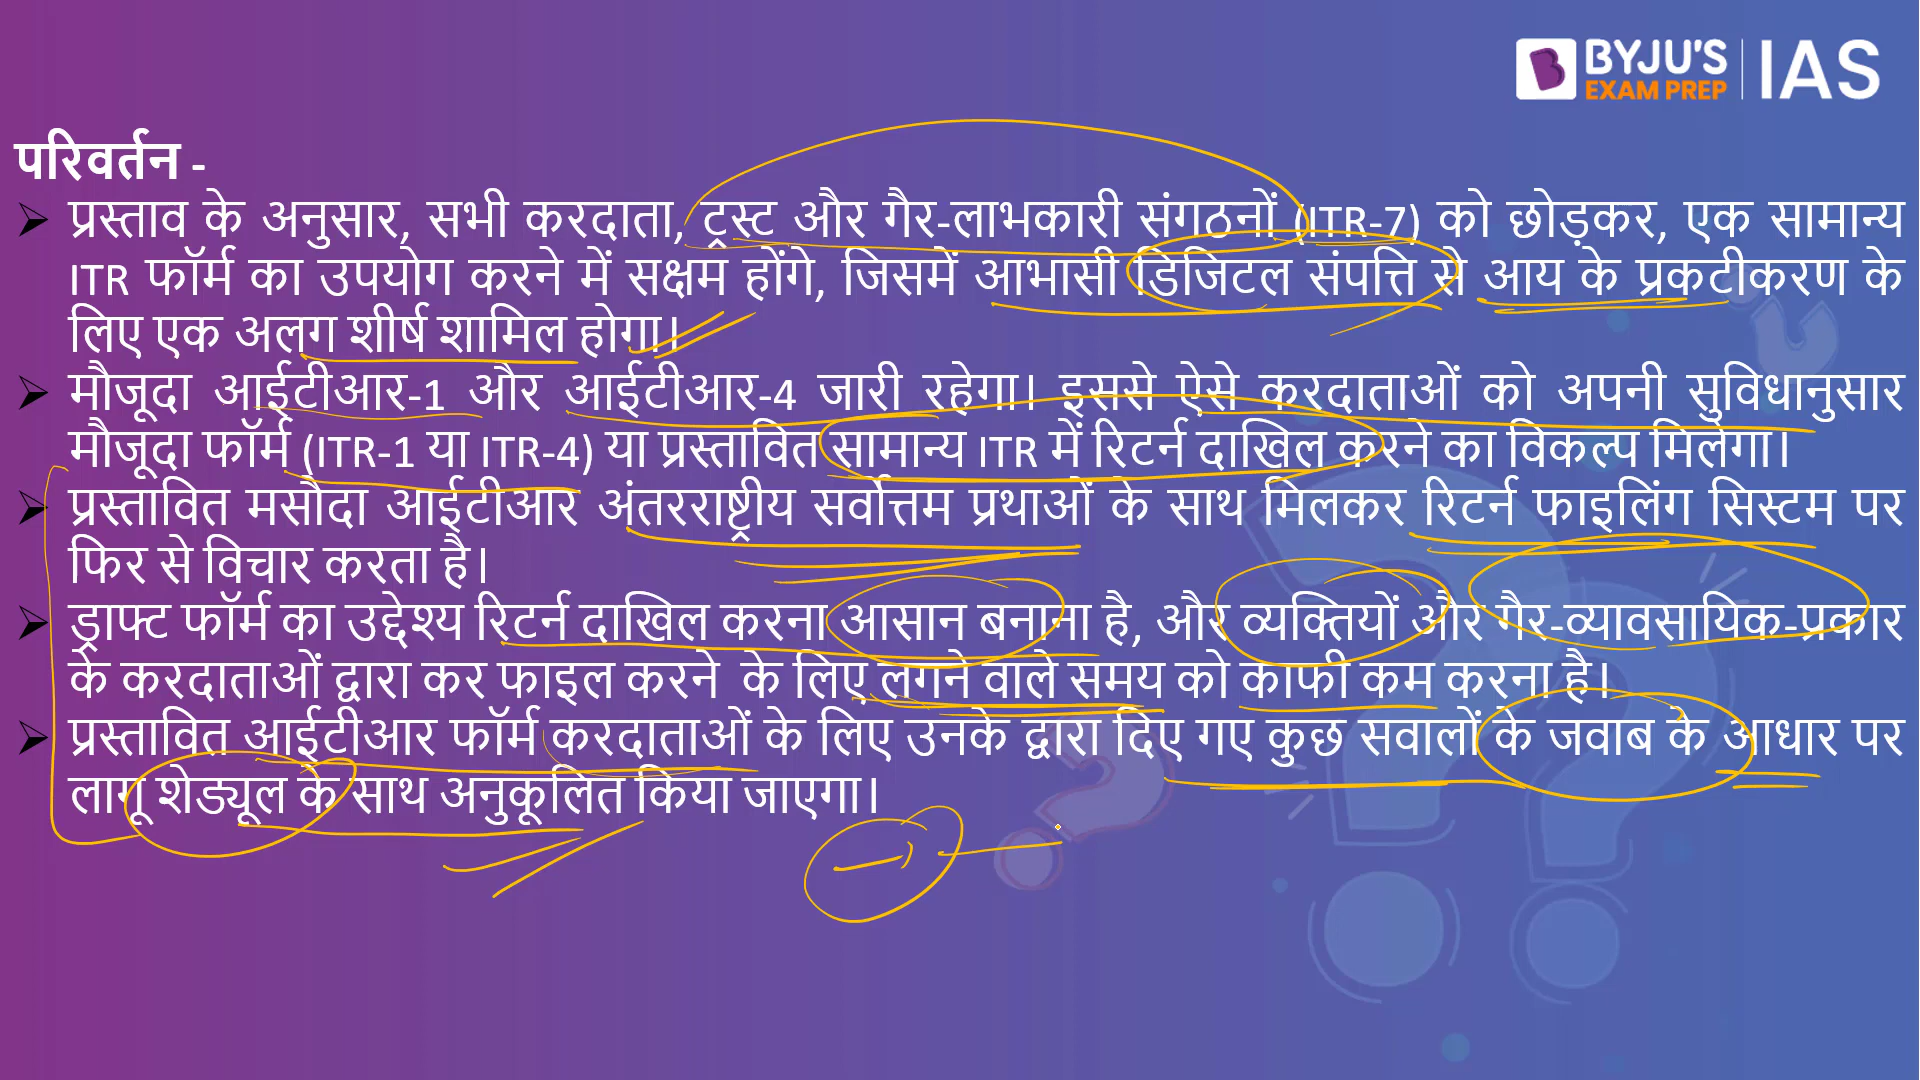 BYJU'S
EXAM PREP
IAS
परिवर्तन -
प्रस्ताव के अनुसार, सभी करदाता, ट्रस्ट और गैर-लाभकारी संगठनों (ITR-7) को छोड़कर, एक सामान्य
ITR फॉर्म का उपयोग करने में सक्षम होंगे, जिसमें आभासी डिजिटल संपत्ति से आय के प्रकटीकरण के
लिए एक अलग शीर्ष शामिल होगा।
मौजूदा आईटीआर-1 और आईटीआर-4 जारी रहेगा। इससे ऐसे करदाताओं को अपनी सुविधानुसार
मौजूदा फॉर्म (ITR-1 या ITR-4) या प्रस्तावित सामान्य ITR में रिटर्न दाखिल करने का विकल्प मिलेगा।
प्रस्तावित मसौदा आईटीआर अंतरराष्ट्रीय सर्वोत्तम प्रथाओं के साथ मिलकर रिटर्न फाइलिंग सिस्टम पर
फिर से विचार करता है।
ड्राफ्ट फॉर्म का उद्देश्य रिटर्न दाखिल करना आसान बनाना है, और व्यक्तियों और गैर-व्यावसायिक-प्रकार
के करदाताओं द्वारा कर फाइल करने के लिए लगने वाले समय को काफी कम करना है।
प्रस्तावित आईटीआर फॉर्म करदाताओं के लिए उनके द्वारा दिए गए कुछ सवालों के जवाब के आधार पर
लागू शेड्यूल के साथ अनुकूलित किया जाएगा।